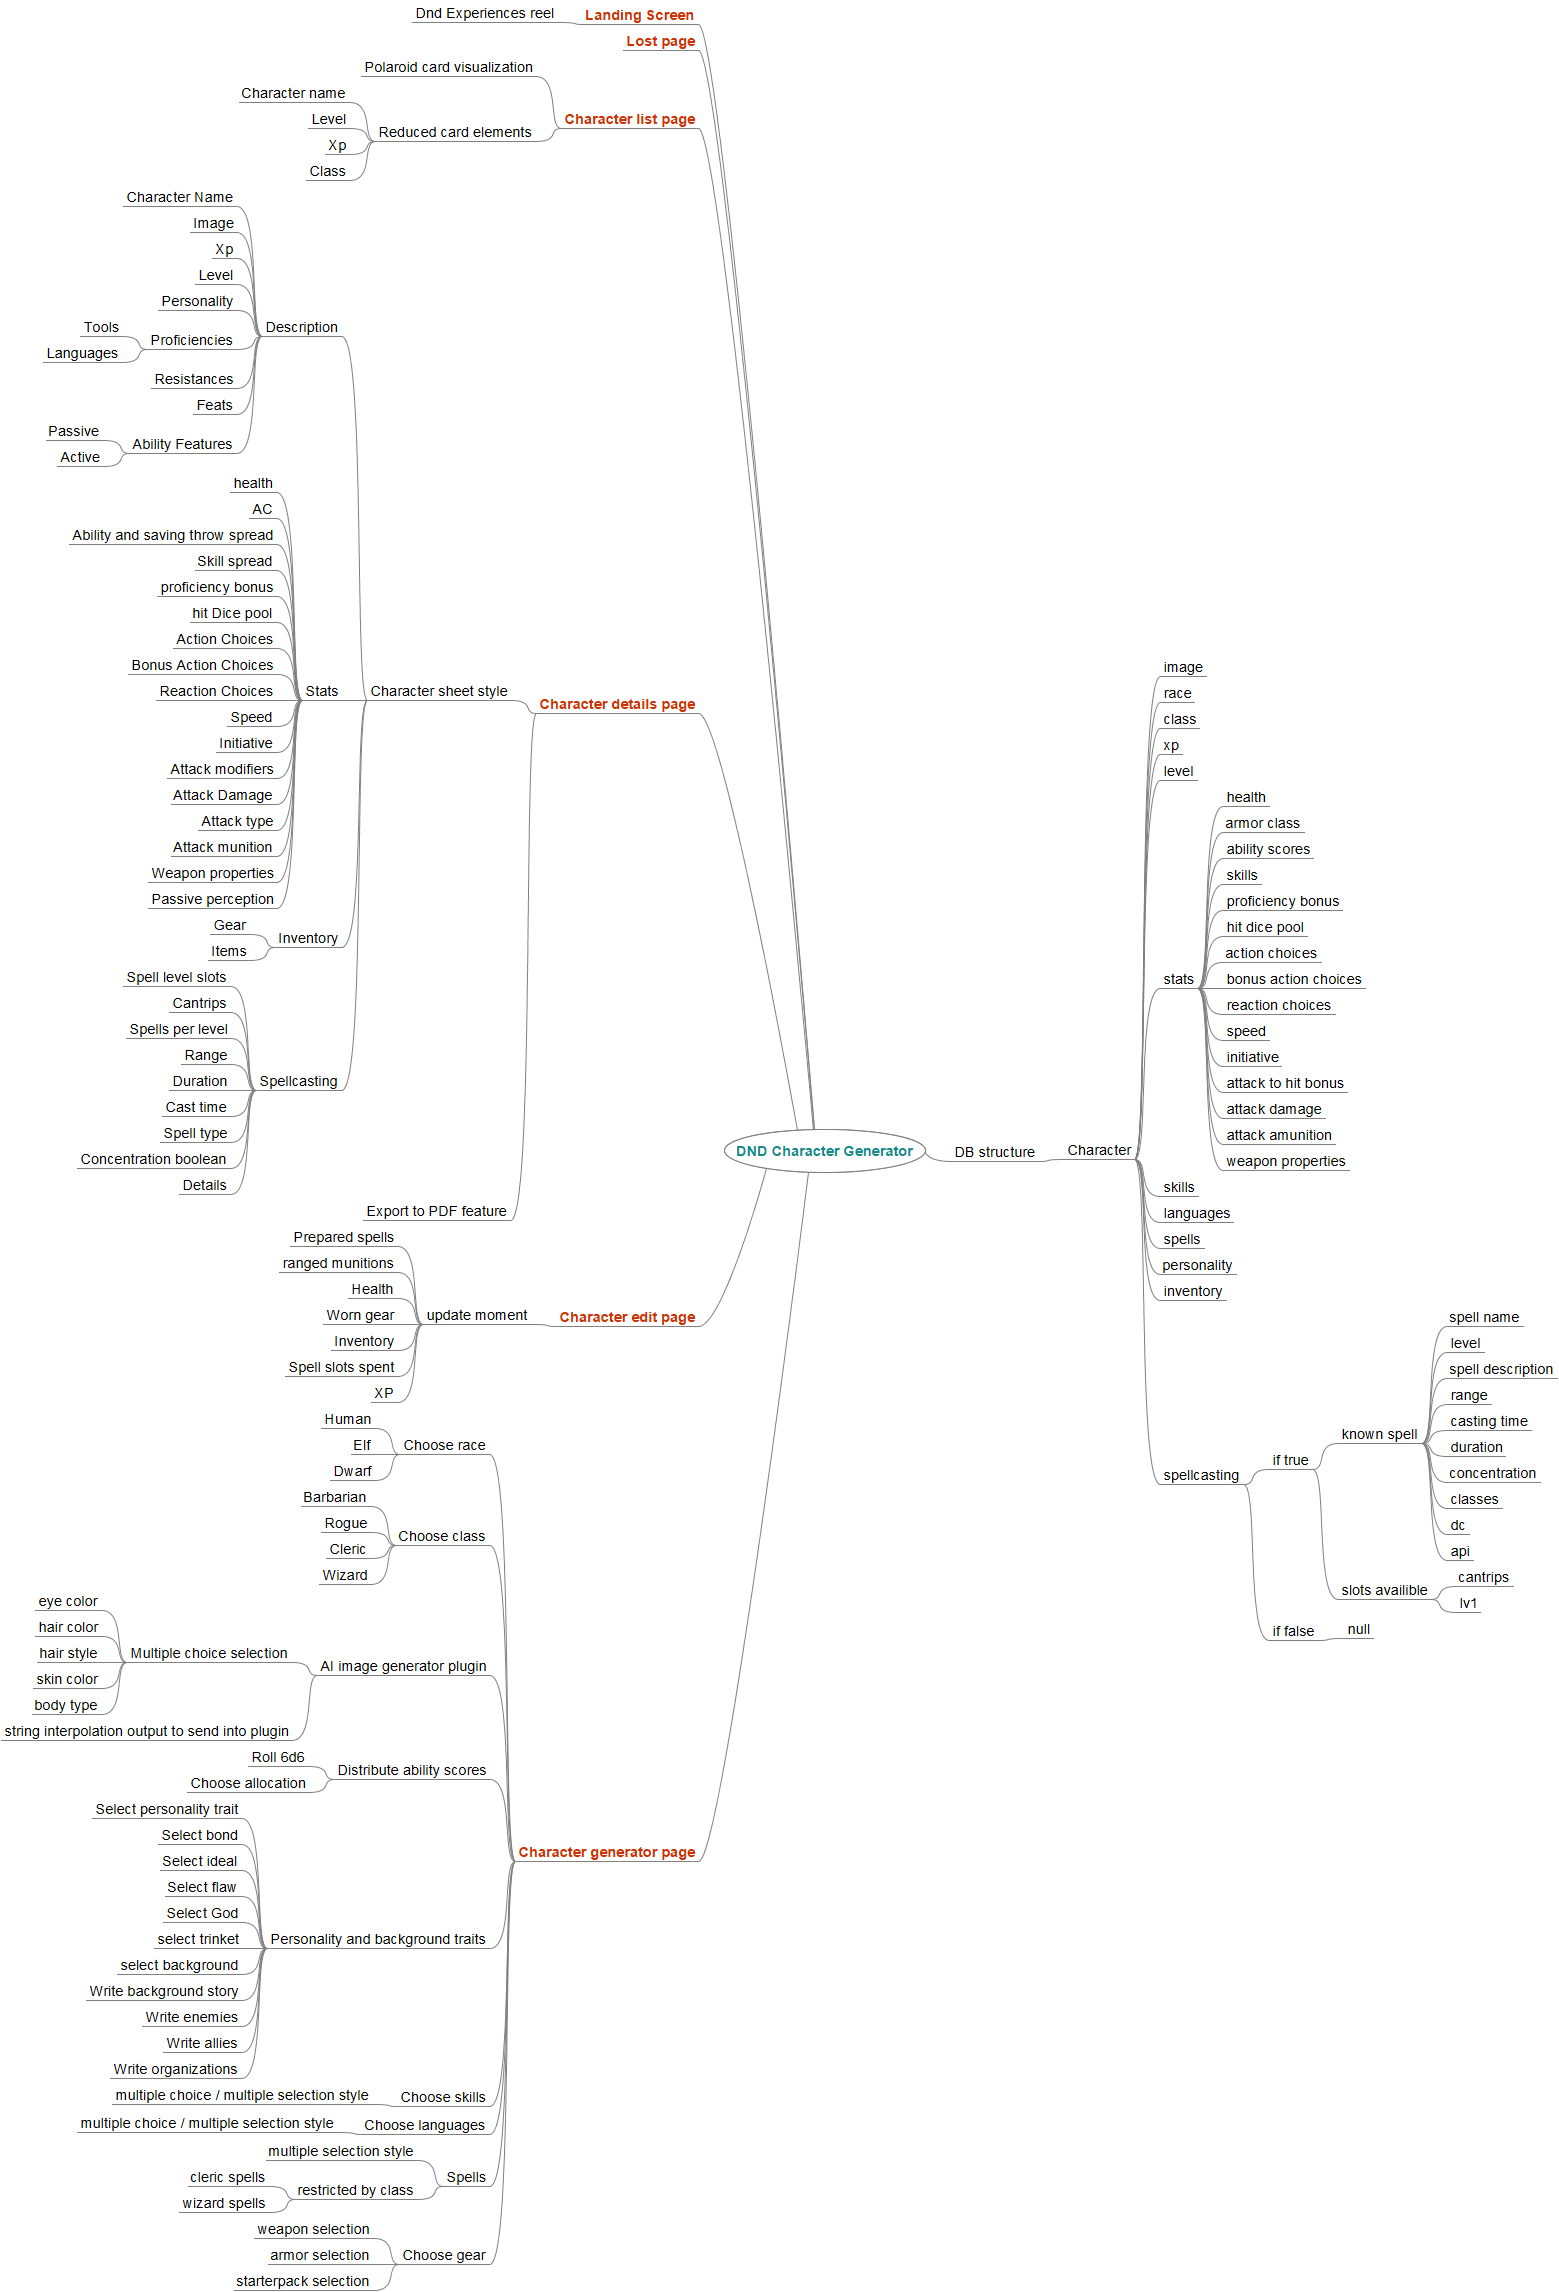 Dnd Experiences reel
Landing Screen
Lost page
Polaroid card visualization
Character name
Level
Xp
Class
Reduced card elements
Character list page
Character Name
Image
Xp
Level
Personality
Tools
Languages
Proficiencies
Resistances
Feats
Passive
Active
Ability Features
Description
health
AC
Ability and saving throw spread
Skill spread
proficiency bonus
hit Dice pool
Action Choices
Bonus Action Choices
Reaction Choices
Speed
Initiative
Attack modifiers
Attack Damage
Attack type
Attack munition
Weapon properties
Passive perception
Stats
Gear
Items
Inventory
Spell level slots
Cantrips
Spells per level
Range
Duration
Cast time
Spell type
Concentration boolean
Details
Spellcasting
Character sheet style
Export to PDF feature
Character details page
Prepared spells
ranged munitions
Health
Worn gear
Inventory
Spell slots spent
XP
update moment
Character edit page
Human
Elf
Dwarf
Choose race
Barbarian
Rogue
Cleric
Wizard
Choose class
eye color
hair color
hair style
skin color
body type
Multiple choice selection
string interpolation output to send into plugin
AI image generator plugin
Roll 6d6
Choose allocation
Distribute ability scores
Select personality trait
Select bond
Select ideal
Select flaw
Select God
select trinket
select background
Write background story
Write enemies
Write allies
Write organizations
Personality and background traits
multiple choice / multiple selection style
Choose skills
multiple choice / multiple selection style
Choose languages
multiple selection style
cleric spells
wizard spells
restricted by class
Spells
weapon selection
armor selection
starterpack selection
Choose gear
Character generator page
DND Character Generator
DB structure
Character
image
race
class
xp
level
stats
health
armor class
ability scores
skills
proficiency bonus
hit dice pool
action choices
bonus action choices
reaction choices
speed
initiative
attack to hit bonus
attack damage
attack amunition
weapon properties
skills
languages
spells
personality
inventory
spellcasting
if true
known spell
spell name
level
spell description
range
casting time
duration
concentration
classes
dc
api
slots availible
cantrips
lv1
if false
null